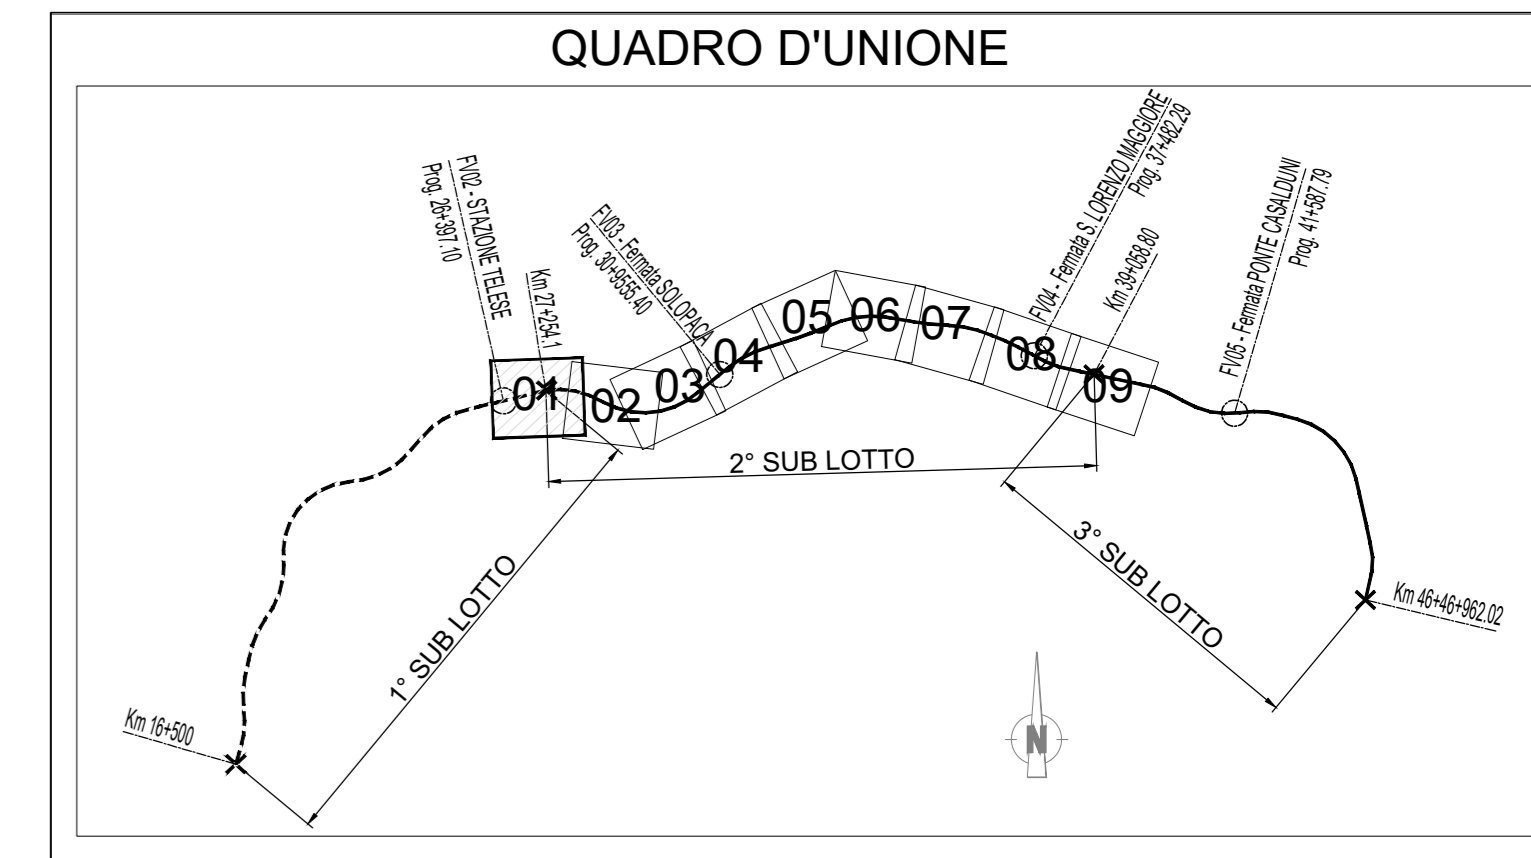 QUADRO D'UNIONE
FV02 - STAZIONE TELESE
Prog. 26+397.10
Km 27+254.1
FV03 - Fermata SOLOPACA
Prog. 30+9555.40
FV04 - Fermata S. LORENZO MAGGIORE
Prog. 37+482.29
Km 39+058.80
FV05 - Fermata PONTE CASALDUNI
Prog. 41+587.79
01
02
03
04
05
06
07
08
09
2° SUB LOTTO
1° SUB LOTTO
3° SUB LOTTO
Km 46+46+962.02
Km 16+500
N